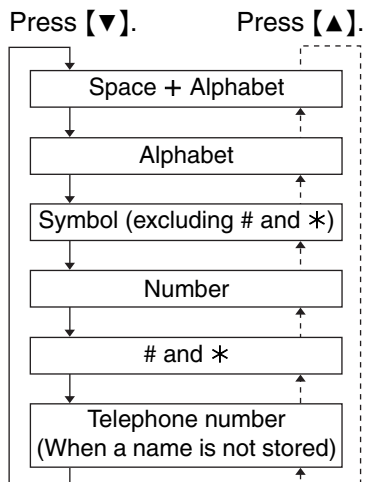 Press【▼】. Press【▲】.
Space + Alphabet
Alphabet
Symbol (excluding # and ＊)
Number
# and ＊
Telephone number
(When a name is not stored)